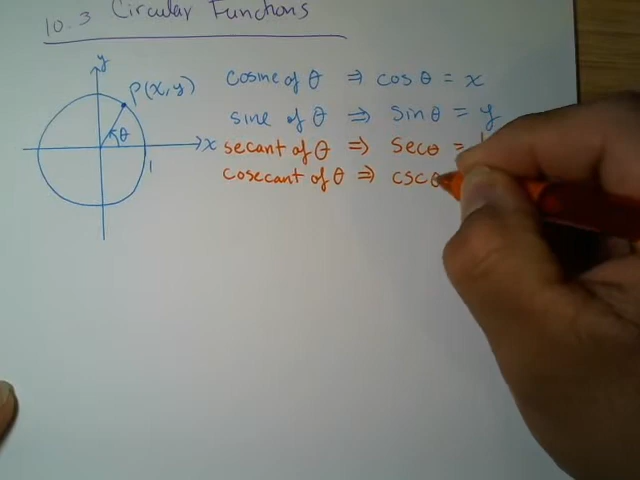 10.3 Circular Functions
y
P(x,y)
θ
x
1
cosine of θ ⇒ cos θ = x
sine of θ ⇒ sin θ = y
secant of θ ⇒ sec θ =
cosecant of θ ⇒ csc θ